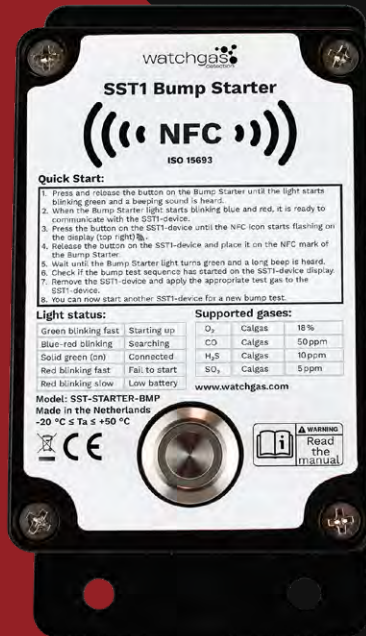 watchgas
detection
SST1 Bump Starter
NFC
ISO 15693
Quick Start:
1. Press and release the button on the Bump Starter until the light starts
blinking green and a beeping sound is heard.
2. When the Bump Starter light starts blinking blue and red, it is ready to
communicate with the SST1-device.
3. Press the button on the SST1-device until the NFC icon starts flashing on
the display (top right).
4. Release the button on the SST1-device and place it on the NFC mark of
the Bump Starter.
5. Wait until the Bump Starter light turns green and a long beep is heard.
6. Check if the bump test sequence has started on the SST1-device display.
7. Remove the SST1-device and apply the appropriate test gas to the
SST1-device.
8. You can now start another SST1-device for a new bump test.
Light status:
Green blinking fast Starting up
Blue-red blinking Searching
Solid green (on) Connected
Red blinking fast Fail to start
Red blinking slow Low battery
Supported gases:
O₂ Calgas 18%
CO Calgas 50ppm
H₂S Calgas 10ppm
SO₂ Calgas 5ppm
www.watchgas.com
Model: SST-STARTER-BMP
Made in the Netherlands
-20 °C ≤ Ta ≤ +50 °C
CE
WARNING
Read
the
manual